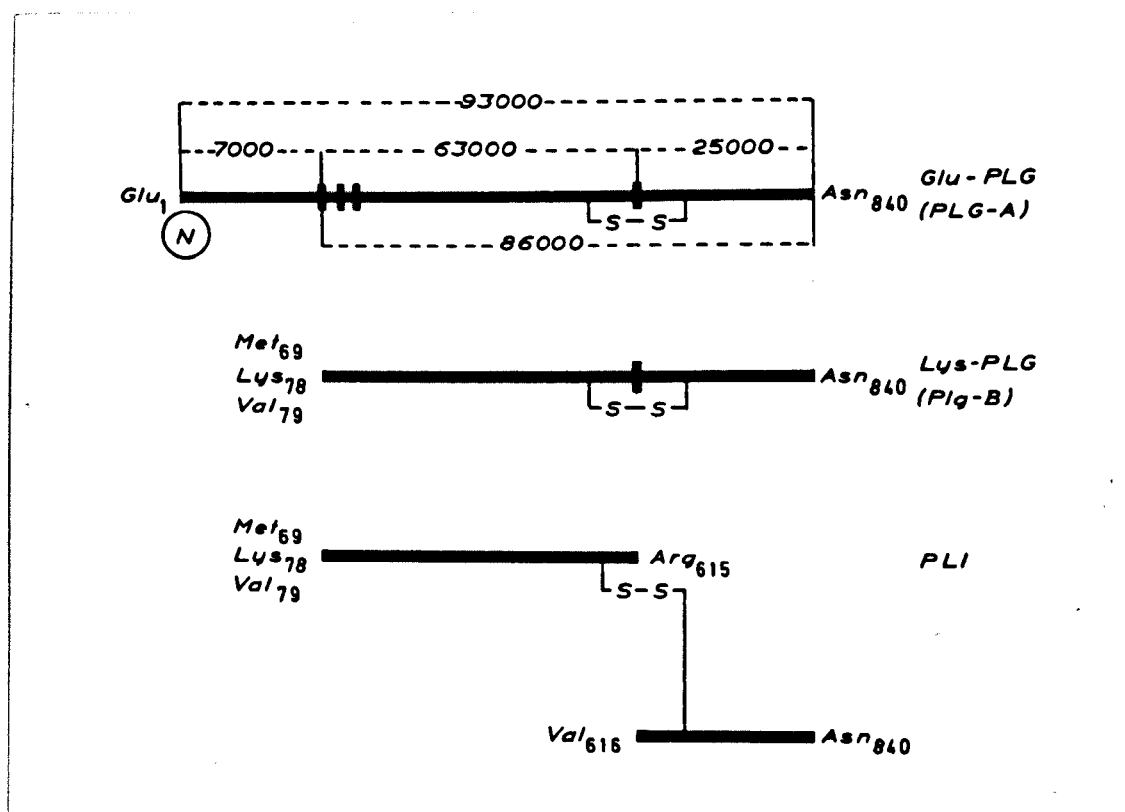 93000
7000 63000 25000
Glu1 Asn840 Glu-PLG
(PLG-A)
N
S-S
86000
Met69
Lys78 Asn840 Lys-PLG
Val79 (Plg-B)
S-S
Met69
Lys78 Arg615 PLI
Val79
S-S
Val616 Asn840